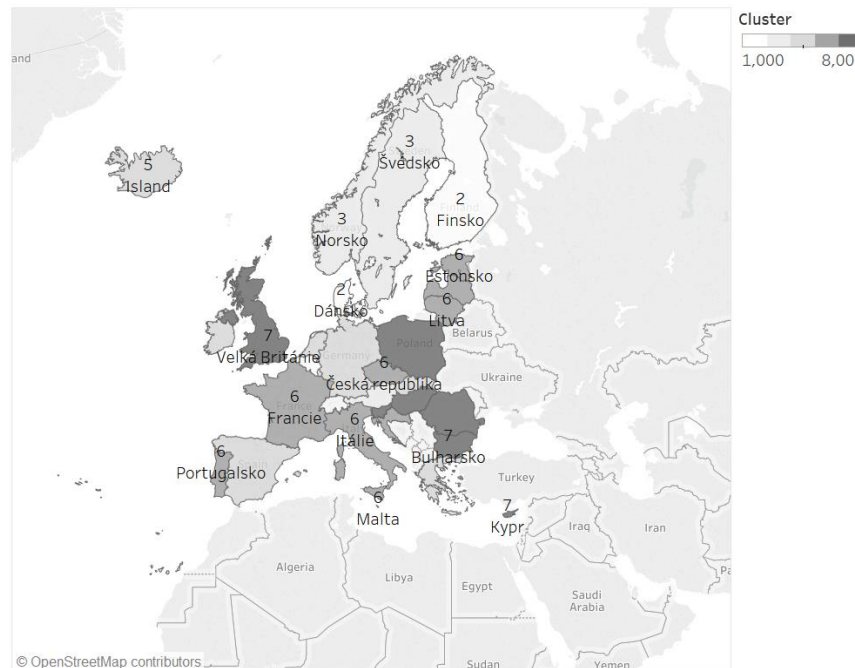 Cluster
1,000 8,00
and
3
Švédsko
5
Island
2
Finsko
3
Norsko
6
Estonsko
2
Dánsko
6
Litva
Belarus
7
Velká Británie
Germany
Poland
6
Česká republika
Ukraine
6
France
Francie
6
Itálie
7
Bulharsko
6
Portugalsko
Turkey
6
Malta
7
Kypr
Iraq
Iran
Algeria
Libya
Egypt
Saudi
Arabia
Sudan
Yemen
© OpenStreetMap contributors